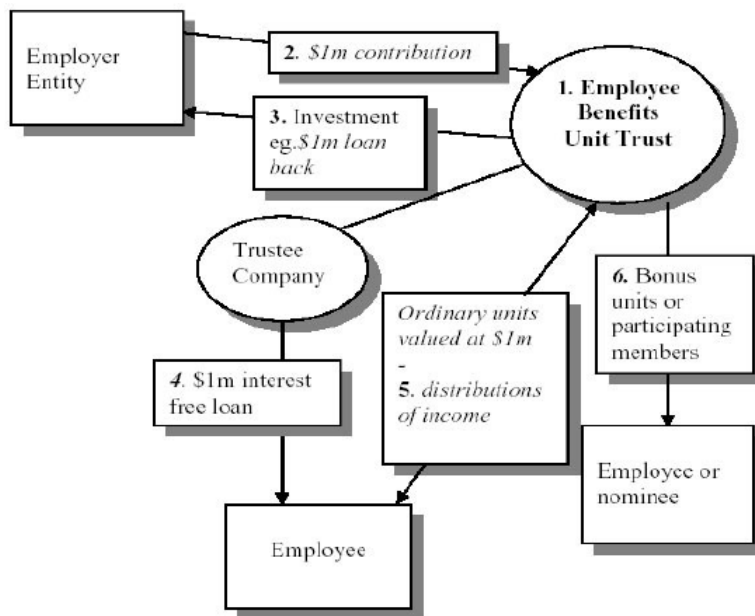 Employer
Entity
2. $1m contribution
1. Employee
Benefits
Unit Trust
3. Investment
eg.$1m loan
back
Trustee
Company
Ordinary units
valued at $1m
-
5. distributions
of income
6. Bonus
units or
participating
members
4. $1m interest
free loan
Employee or
nominee
Employee